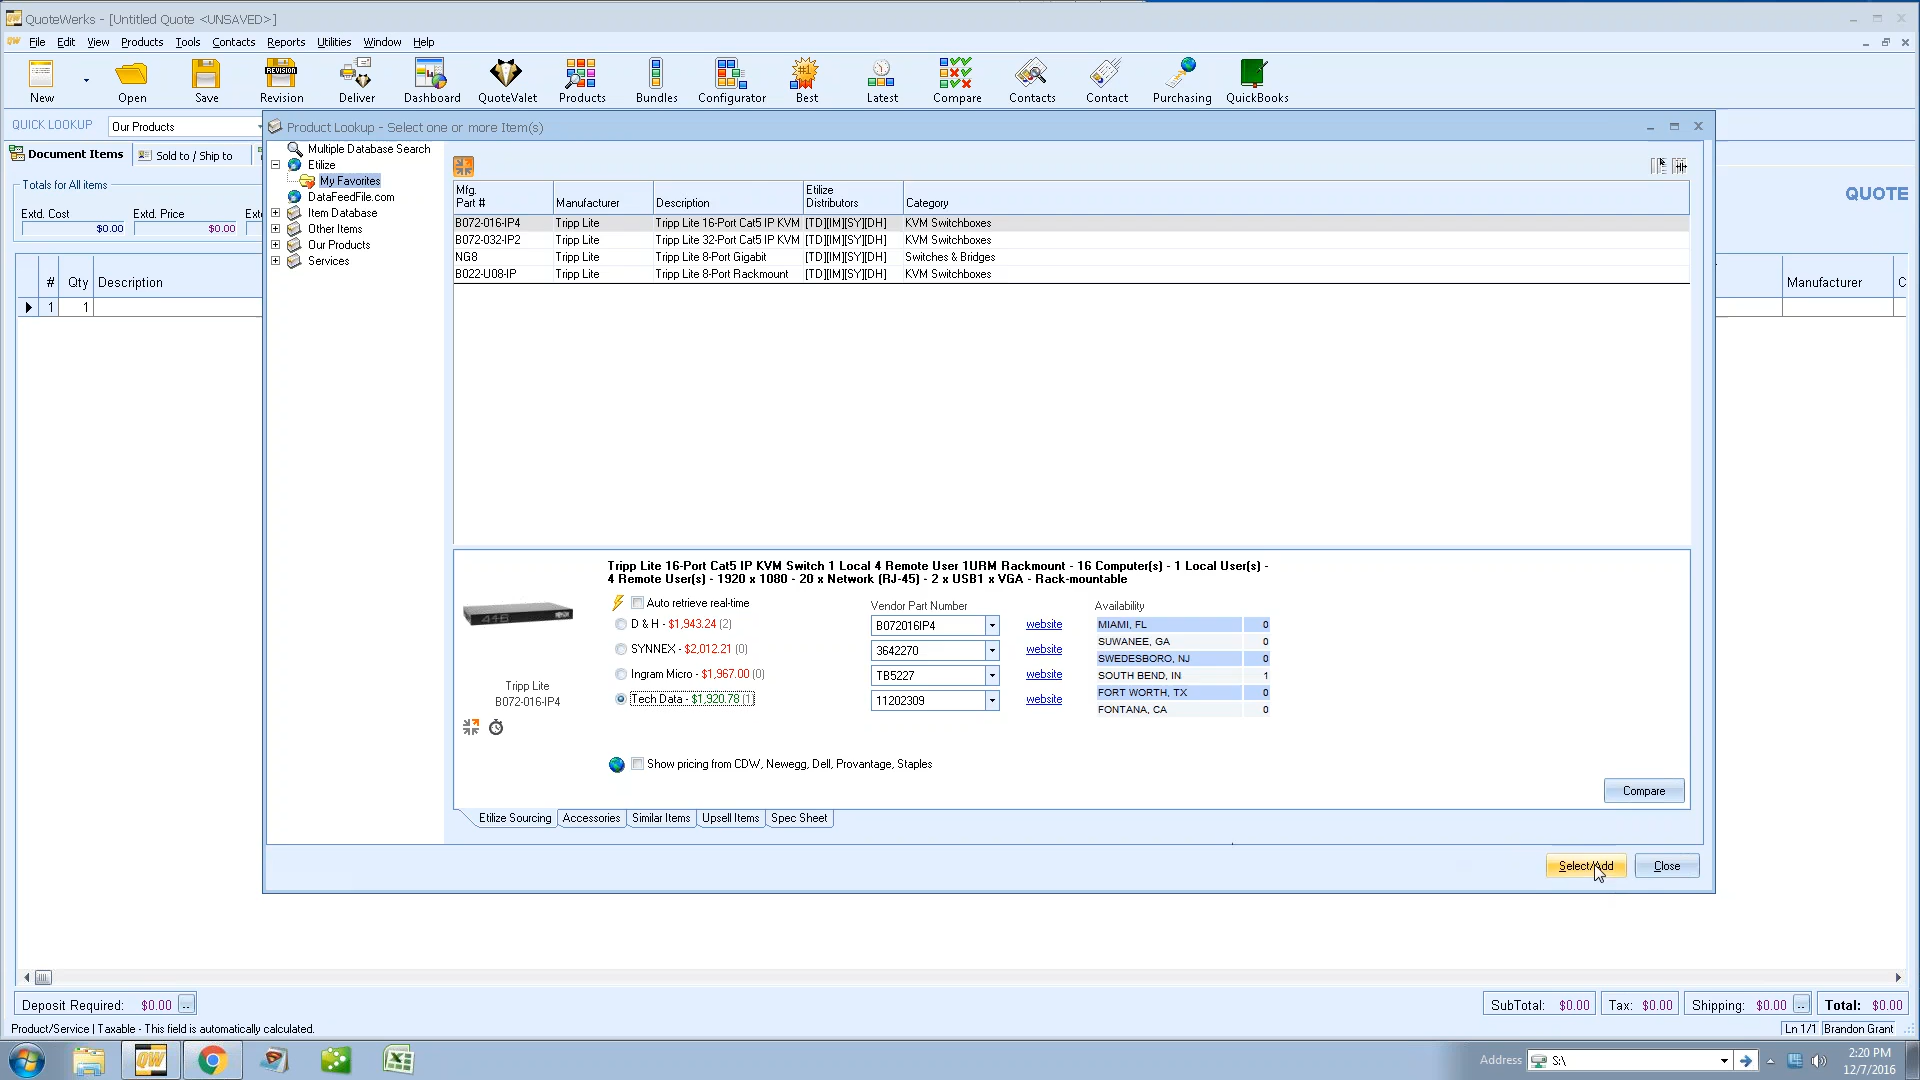 QuoteWerks - [Untitled Quote <UNSAVED>]
File Edit View Products Tools Contacts Reports Utilities Window Help
REVISION #1
New Open Save Revision Deliver Dashboard QuoteValet Products Bundles Configurator Best Latest Compare Contacts Contact Purchasing QuickBooks
QUICK LOOKUP Our Products
Product Lookup - Select one or more Item(s)
Document Items Sold to / Ship to
Totals for All items
Extd. Cost Extd. Price Ext
$0.00 $0.00
QUOTE
# Qty Description Manufacturer C
1 1
Multiple Database Search
Etilize
My Favorites
DataFeedFile.com
Item Database
Other Items
Our Products
Services
Mfg. Part # Manufacturer Description Etilize Distributors Category
B072-016-IP4 Tripp Lite Tripp Lite 16-Port Cat5 IP KVM [TD][IM][SY][DH] KVM Switchboxes
B072-032-IP2 Tripp Lite Tripp Lite 32-Port Cat5 IP KVM [TD][IM][SY][DH] KVM Switchboxes
NG8 Tripp Lite Tripp Lite 8-Port Gigabit [TD][IM][SY][DH] Switches & Bridges
B022-U08-IP Tripp Lite Tripp Lite 8-Port Rackmount [TD][IM][SY][DH] KVM Switchboxes
Tripp Lite 16-Port Cat5 IP KVM Switch 1 Local 4 Remote User 1URM Rackmount - 16 Computer(s) - 1 Local User(s) -
4 Remote User(s) - 1920 x 1080 - 20 x Network (RJ-45) - 2 x USB1 x VGA - Rack-mountable
Auto retrieve real-time Vendor Part Number Availability
D & H - $1,943.24 (2) B072016IP4 website
SYNNEX - $2,012.21 (0) 3642270 website
Ingram Micro - $1,967.00 (0) TB5227 website
Tech Data - $1,920.78 (1) 11202309 website
MIAMI, FL 0
SUWANEE, GA 0
SWEDESBORO, NJ 0
SOUTH BEND, IN 1
FORT WORTH, TX 0
FONTANA, CA 0
Tripp Lite
B072-016-IP4
Show pricing from CDW, Newegg, Dell, Provantage, Staples
Compare
Etilize Sourcing Accessories Similar Items Upsell Items Spec Sheet
Select/Add Close
Deposit Required: $0.00 ... SubTotal: $0.00 Tax: $0.00 Shipping: $0.00 ... Total: $0.00
Product/Service | Taxable - This field is automatically calculated. Ln 1/1 Brandon Grant
QW Address S:\ 2:20 PM
12/7/2016